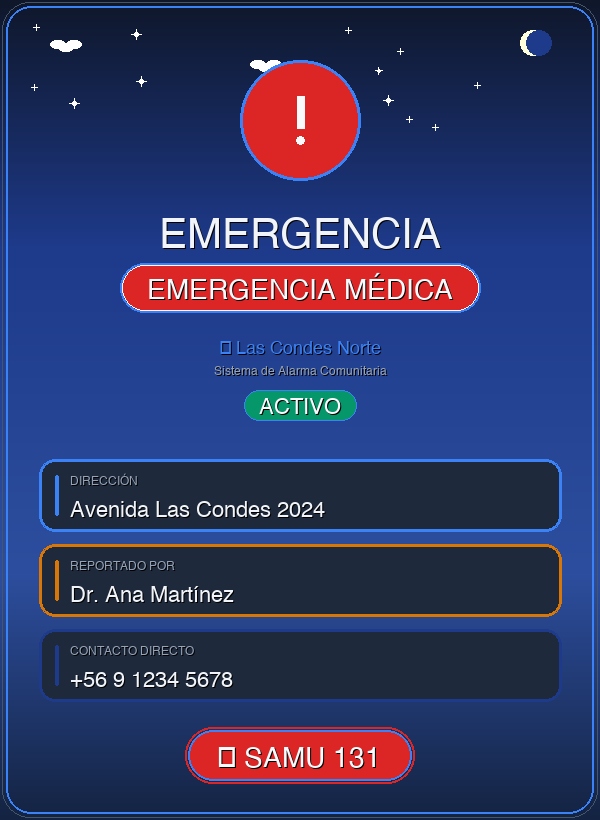 !
EMERGENCIA
EMERGENCIA MÉDICA
Las Condes Norte
Sistema de Alarma Comunitaria
ACTIVO
DIRECCIÓN
Avenida Las Condes 2024
REPORTADO POR
Dr. Ana Martínez
CONTACTO DIRECTO
+56 9 1234 5678
SAMU 131